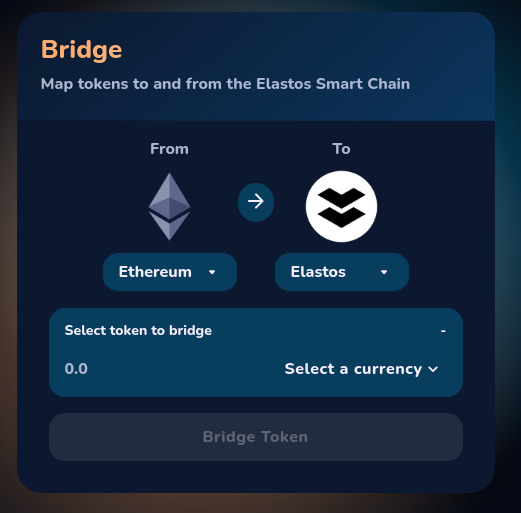 Bridge
Map tokens to and from the Elastos Smart Chain
From To
Ethereum Elastos
Select token to bridge -
0.0 Select a currency
Bridge Token